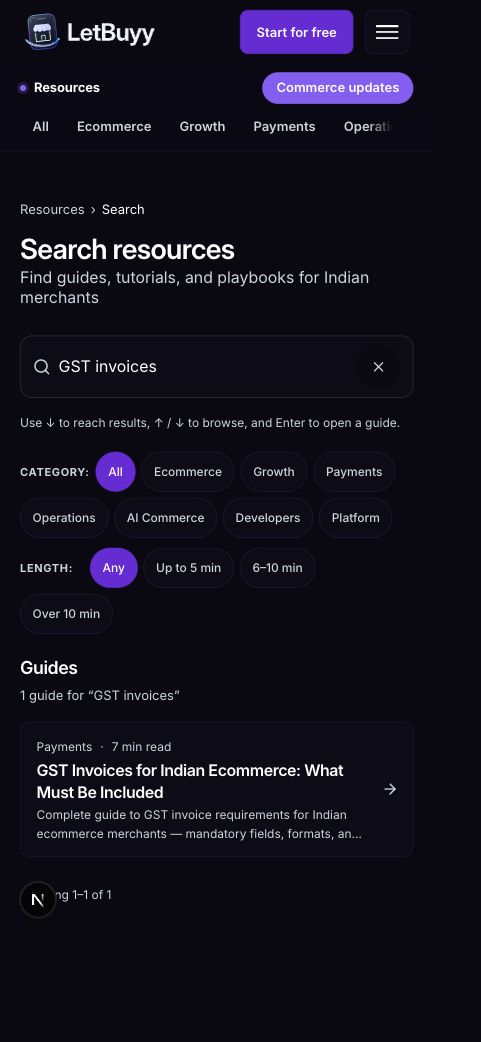 LetBuyy
Start for free
Resources
Commerce updates
All Ecommerce Growth Payments
Resources › Search
Search resources
Find guides, tutorials, and playbooks for Indian
merchants
GST invoices
Use ↓ to reach results, ↑ / ↓ to browse, and Enter to open a guide.
CATEGORY: All Ecommerce Growth Payments
Operations AI Commerce Developers Platform
LENGTH: Any Up to 5 min 6–10 min
Over 10 min
Guides
1 guide for “GST invoices”
Payments · 7 min read
GST Invoices for Indian Ecommerce: What
Must Be Included
Complete guide to GST invoice requirements for Indian
ecommerce merchants — mandatory fields, formats, an...
N
1–1 of 1